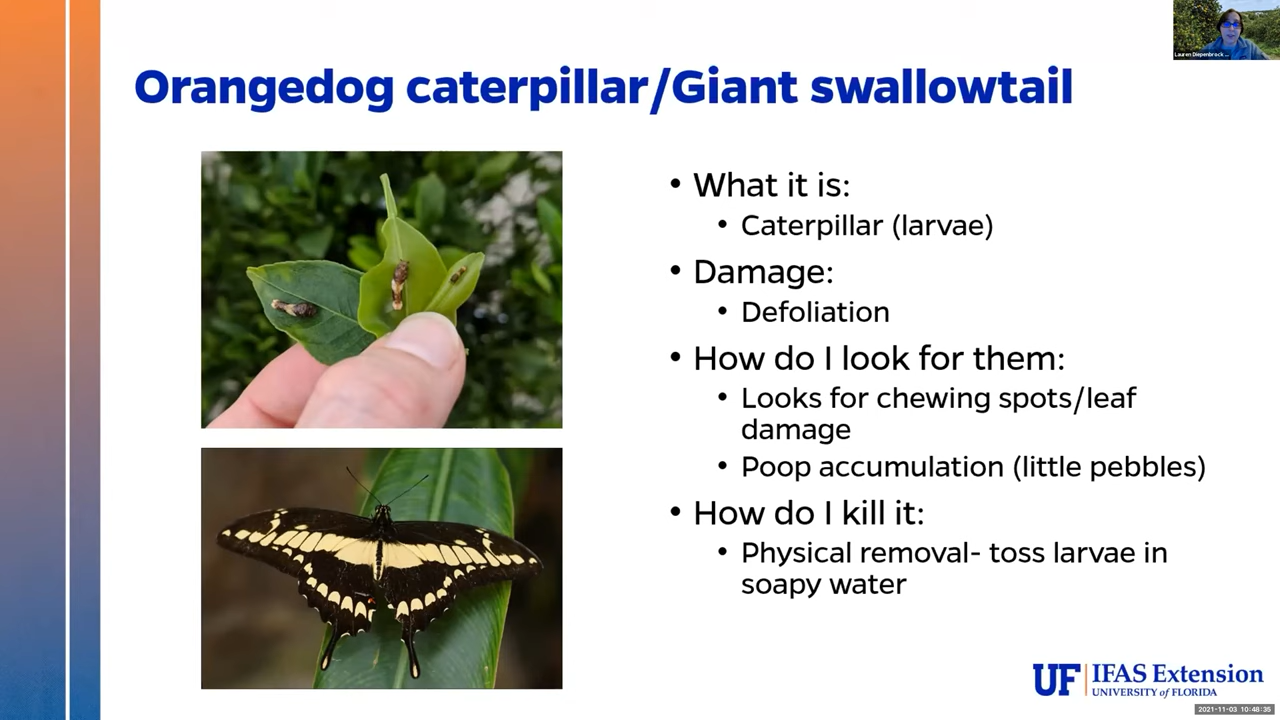 Lauren Diepenbrock ...
Orangedog caterpillar/Giant swallowtail
• What it is:
• Caterpillar (larvae)
• Damage:
• Defoliation
• How do I look for them:
• Looks for chewing spots/leaf
damage
• Poop accumulation (little pebbles)
• How do I kill it:
• Physical removal- toss larvae in
soapy water
UF IFAS Extension
UNIVERSITY of FLORIDA
2021-11-03 10:48:35